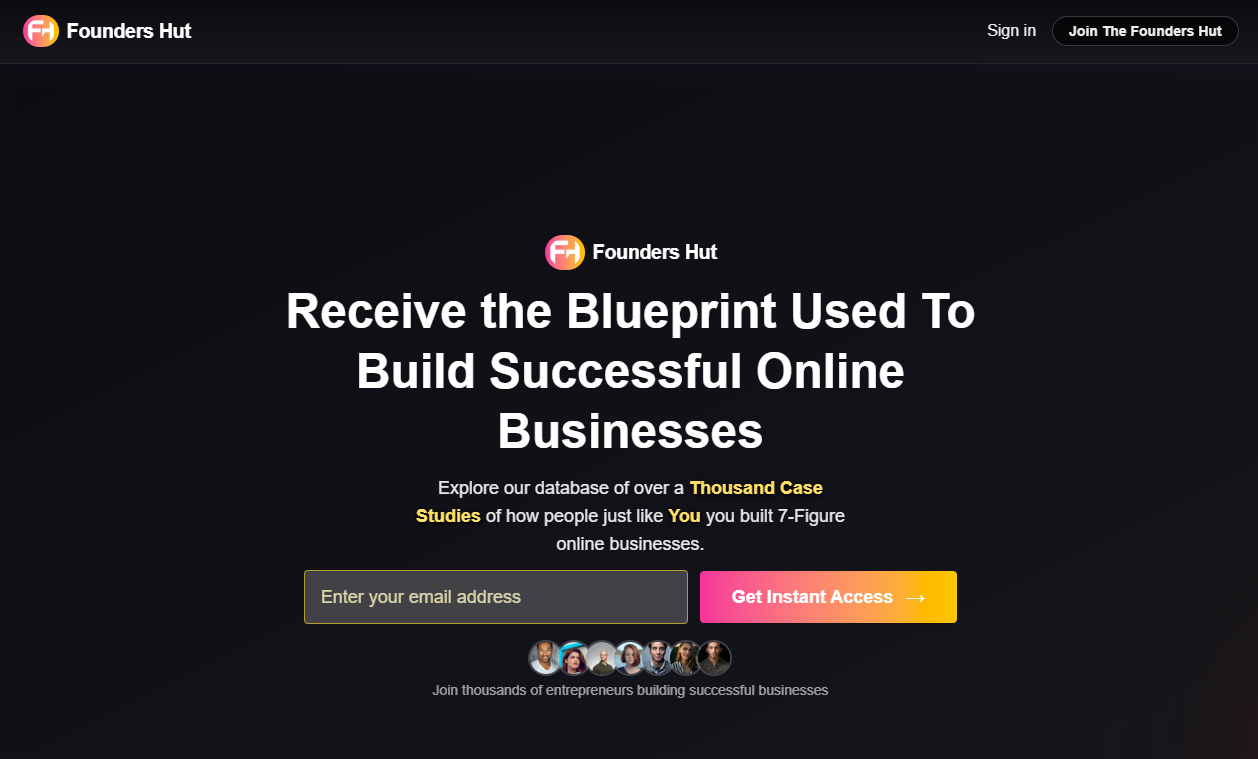 FH Founders Hut
Sign in
Join The Founders Hut
FH Founders Hut
Receive the Blueprint Used To
Build Successful Online
Businesses
Explore our database of over a Thousand Case
Studies of how people just like You you built 7-Figure
online businesses.
Enter your email address
Get Instant Access →
Join thousands of entrepreneurs building successful businesses